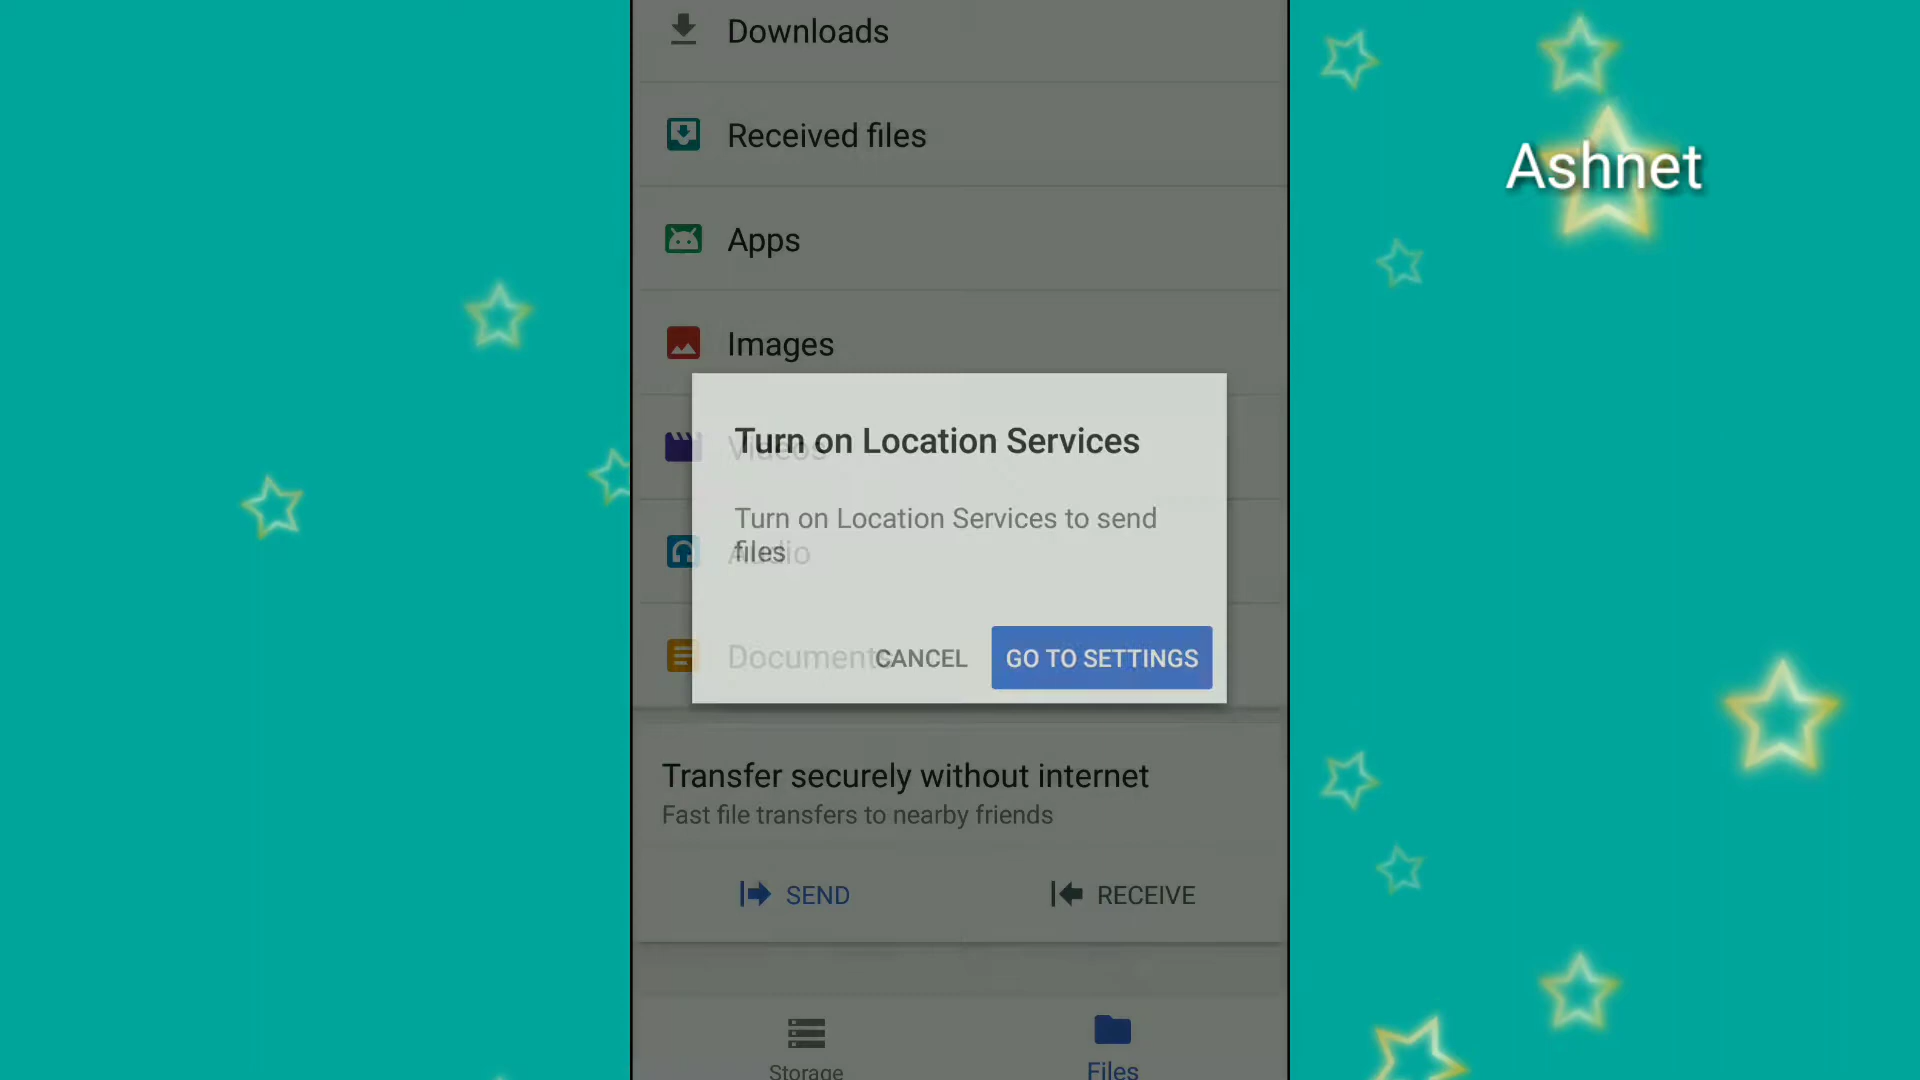 Downloads
Received files
Apps
Images
Videos
Audio
Documents
Turn on Location Services
Turn on Location Services to send
files
CANCEL
GO TO SETTINGS
Transfer securely without internet
Fast file transfers to nearby friends
SEND
RECEIVE
Storage
Files
Ashnet